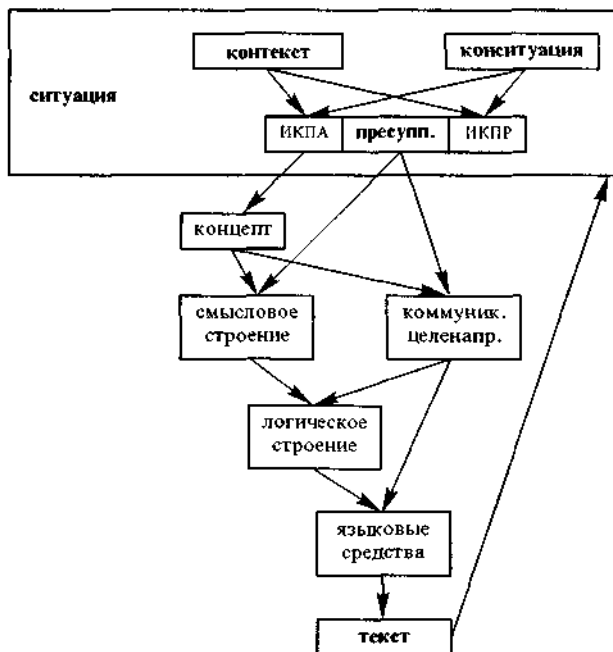 контекст
конситуация
ситуация
ИКПА
пресупп.
ИКПР
концепт
смысловое
строение
коммуник.
целенапр.
логическое
строение
языковые
средства
текст